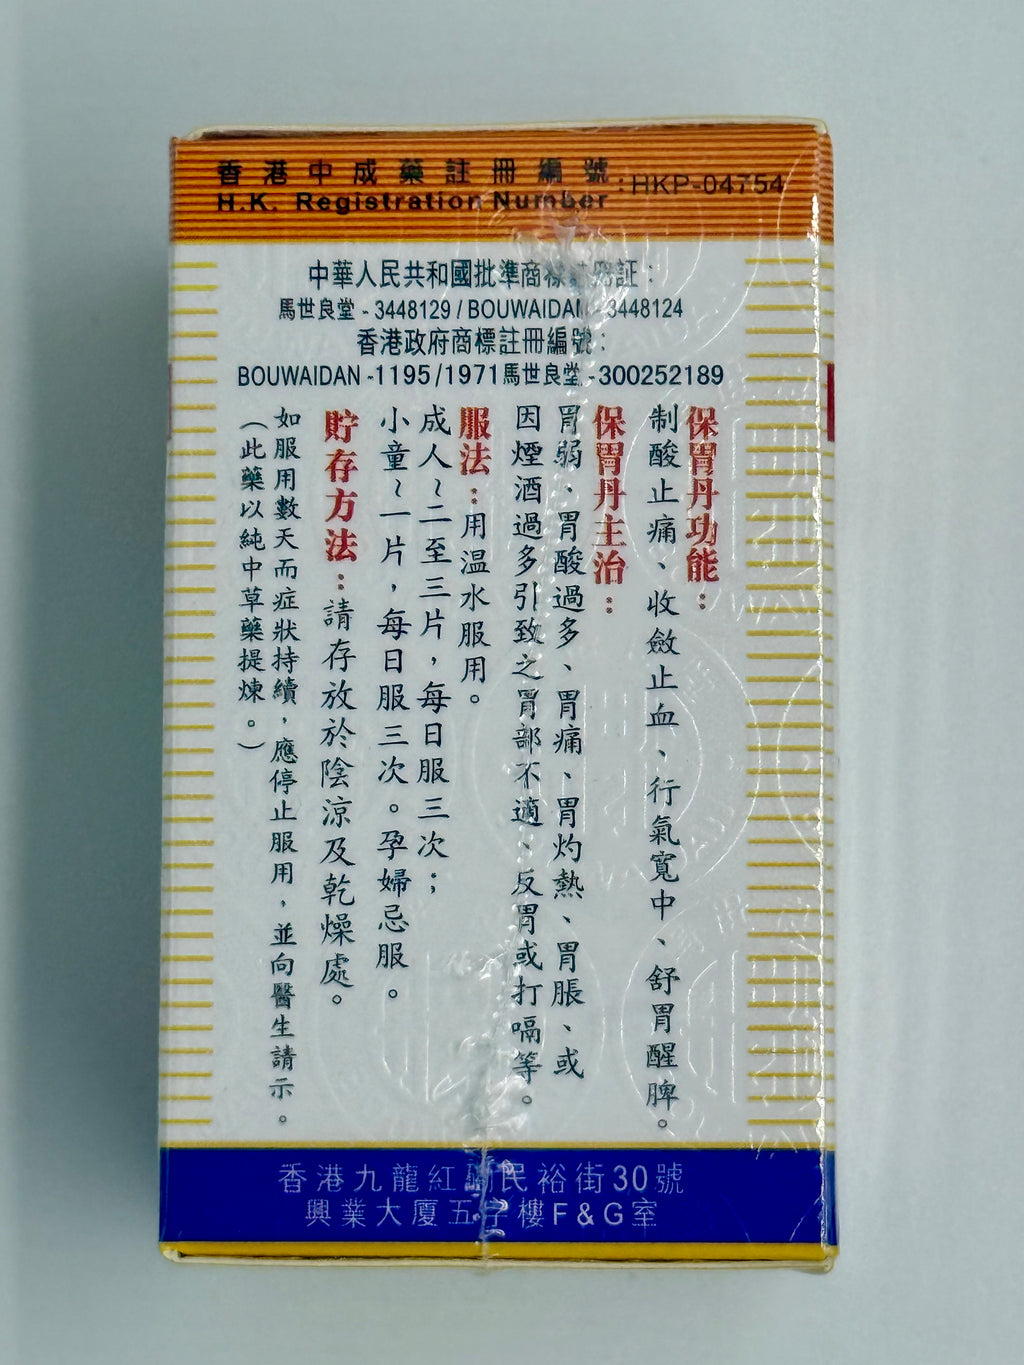 香港中成藥註冊編號:HKP-04754
H.K. Registration Number
中華人民共和國批準商標 証:
馬世良堂 - 3448129 / BOUWAIDAN - 3448124
香港政府商標註冊編號:
BOUWAIDAN -1195/1971馬世良堂-300252189
保胃丹功能:
制酸止痛、收斂止血、行氣寬中、舒胃醒脾。
保胃丹主治:
胃弱、胃酸過多、胃痛、胃灼熱、胃脹、或
因煙酒過多引致之胃部不適、反胃或打嗝等。
服法:用溫水服用。
成人~二至三片,每日服三次;
小童~一片,每日服三次。孕婦忌服。
貯存方法:請存放於陰涼及乾燥處。
如服用數天而症狀持續,應停止服用,並向醫生請示。
(此藥以純中草藥提煉。)
香港九龍紅磡民裕街30號
興業大廈五字樓F&G室